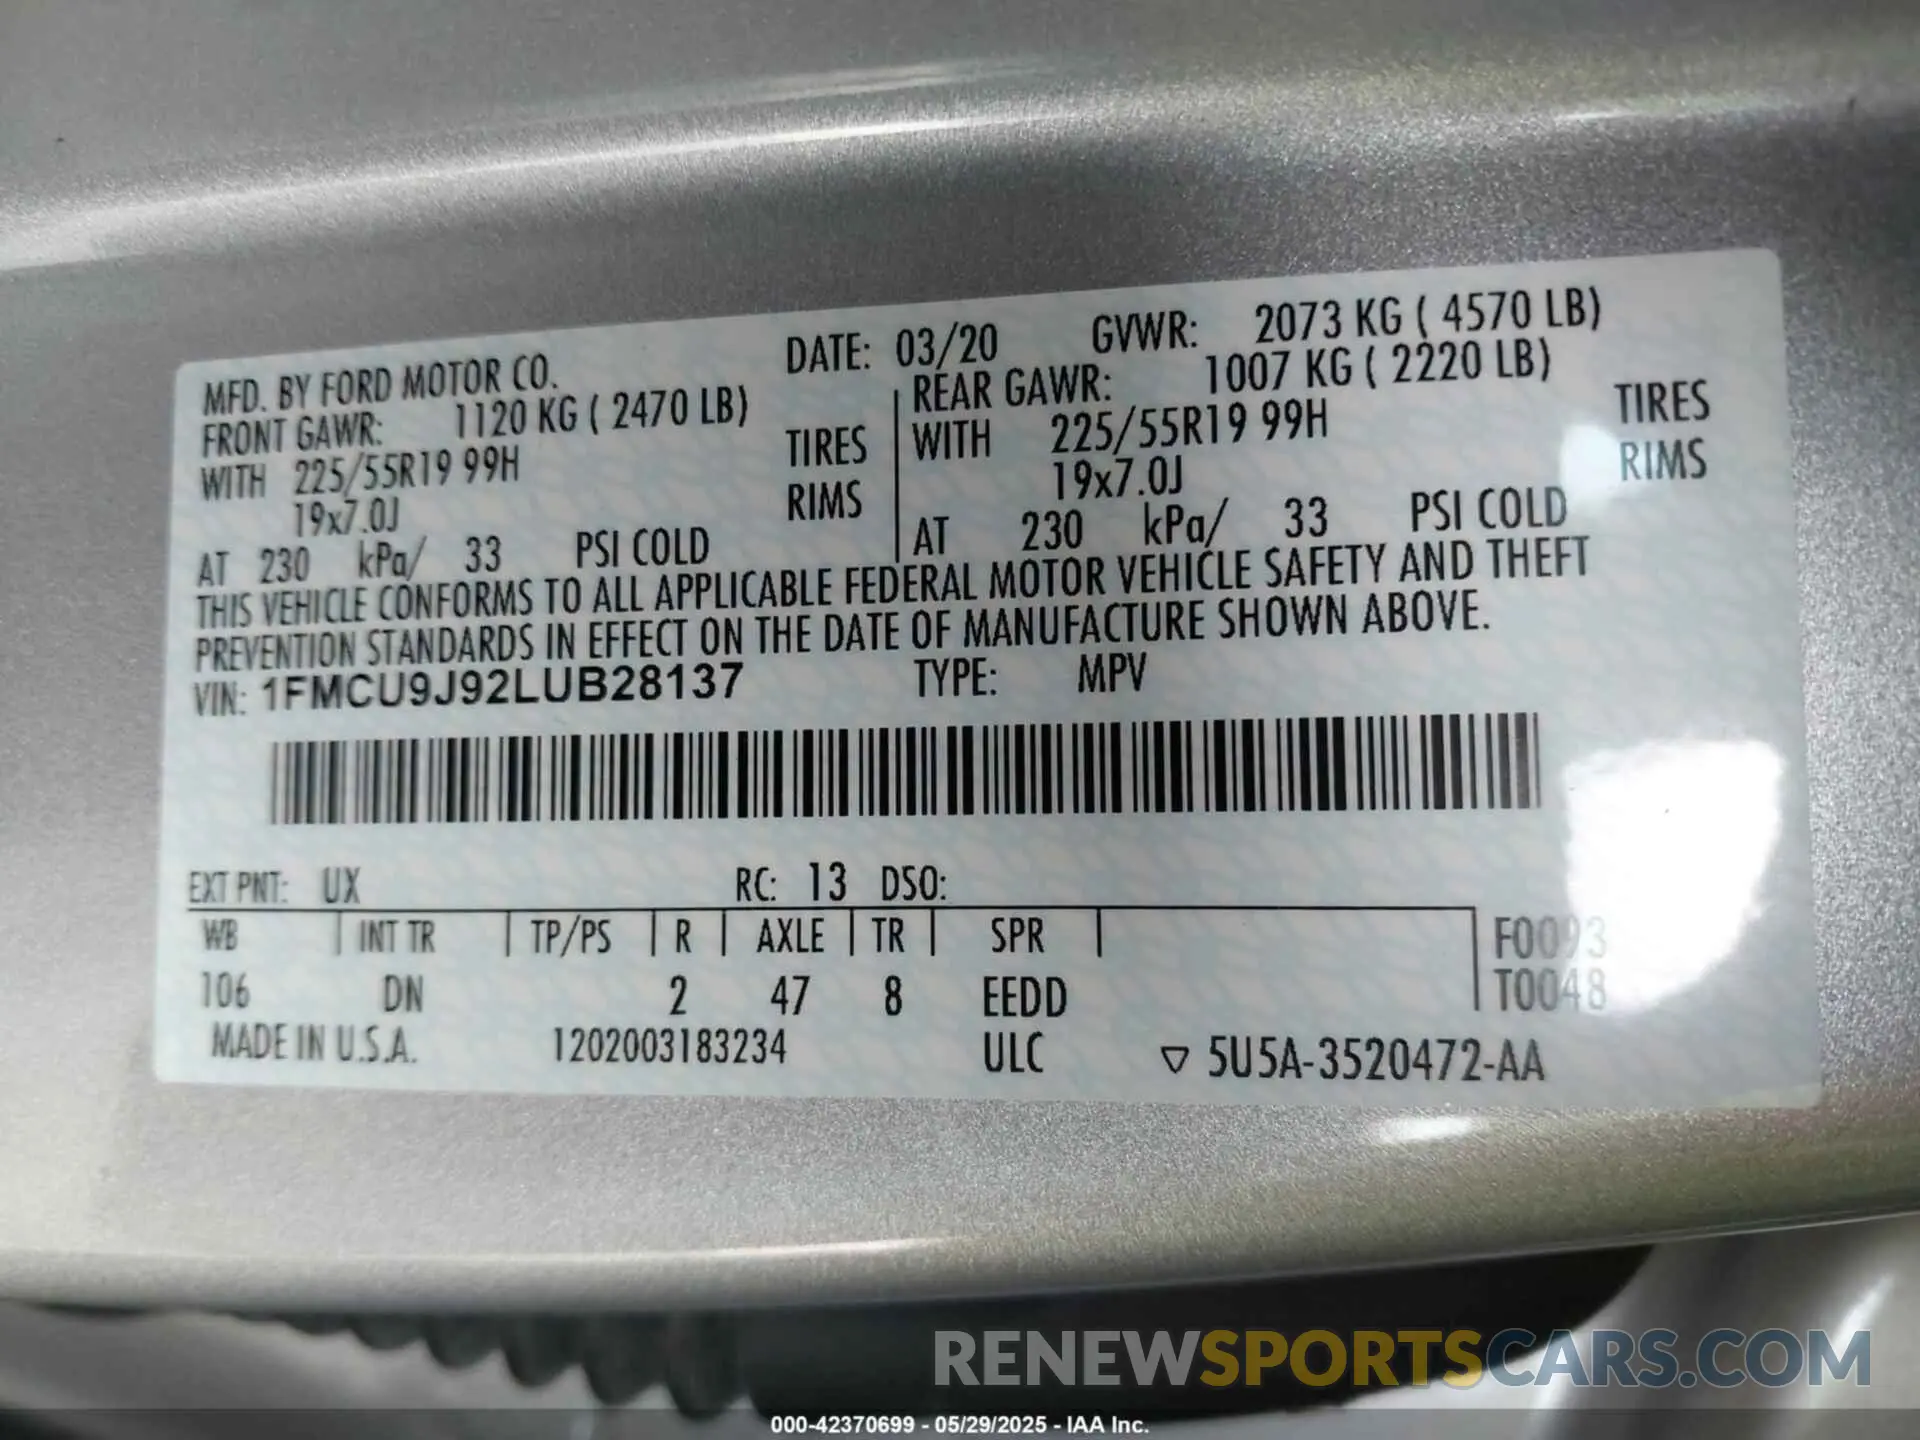 MFD. BY FORD MOTOR CO. DATE: 03/20 GVWR: 2073 KG ( 4570 LB)
FRONT GAWR: 1120 KG ( 2470 LB) REAR GAWR: 1007 KG ( 2220 LB)
WITH 225/55R19 99H TIRES WITH 225/55R19 99H TIRES
19x7.0J RIMS 19x7.0J RIMS
AT 230 kPa/ 33 PSI COLD AT 230 kPa/ 33 PSI COLD
THIS VEHICLE CONFORMS TO ALL APPLICABLE FEDERAL MOTOR VEHICLE SAFETY AND THEFT
PREVENTION STANDARDS IN EFFECT ON THE DATE OF MANUFACTURE SHOWN ABOVE.
VIN: 1FMCU9J92LUB28137 TYPE: MPV
EXT PNT: UX RC: 13 DSO:
WB INT TR TP/PS R AXLE TR SPR F0093
106 DN 2 47 8 EEDD T0048
MADE IN U.S.A. 1202003183234 ULC ▽ 5U5A-3520472-AA
RENEWSPORTSCARS.COM
000-42370699 - 05/29/2025 - IAA Inc.